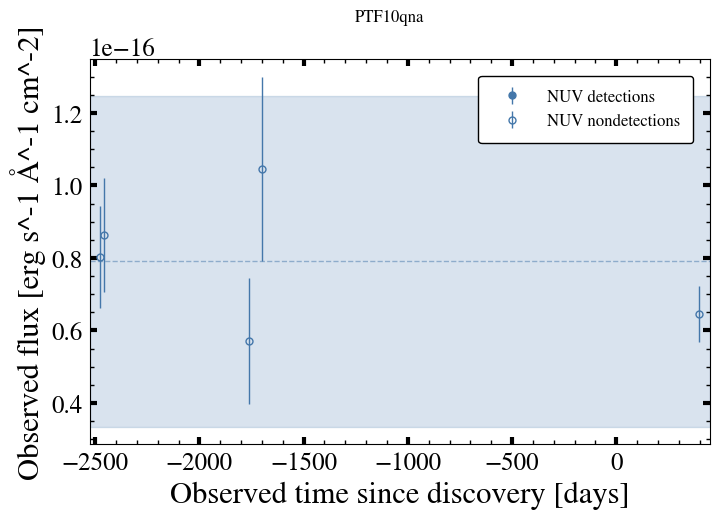 PTF10qna
1e−16
NUV detections
NUV nondetections
1.2
1.0
0.8
0.6
0.4
Observed flux [erg s^-1 Å^-1 cm^-2]
−2500 −2000 −1500 −1000 −500 0
Observed time since discovery [days]